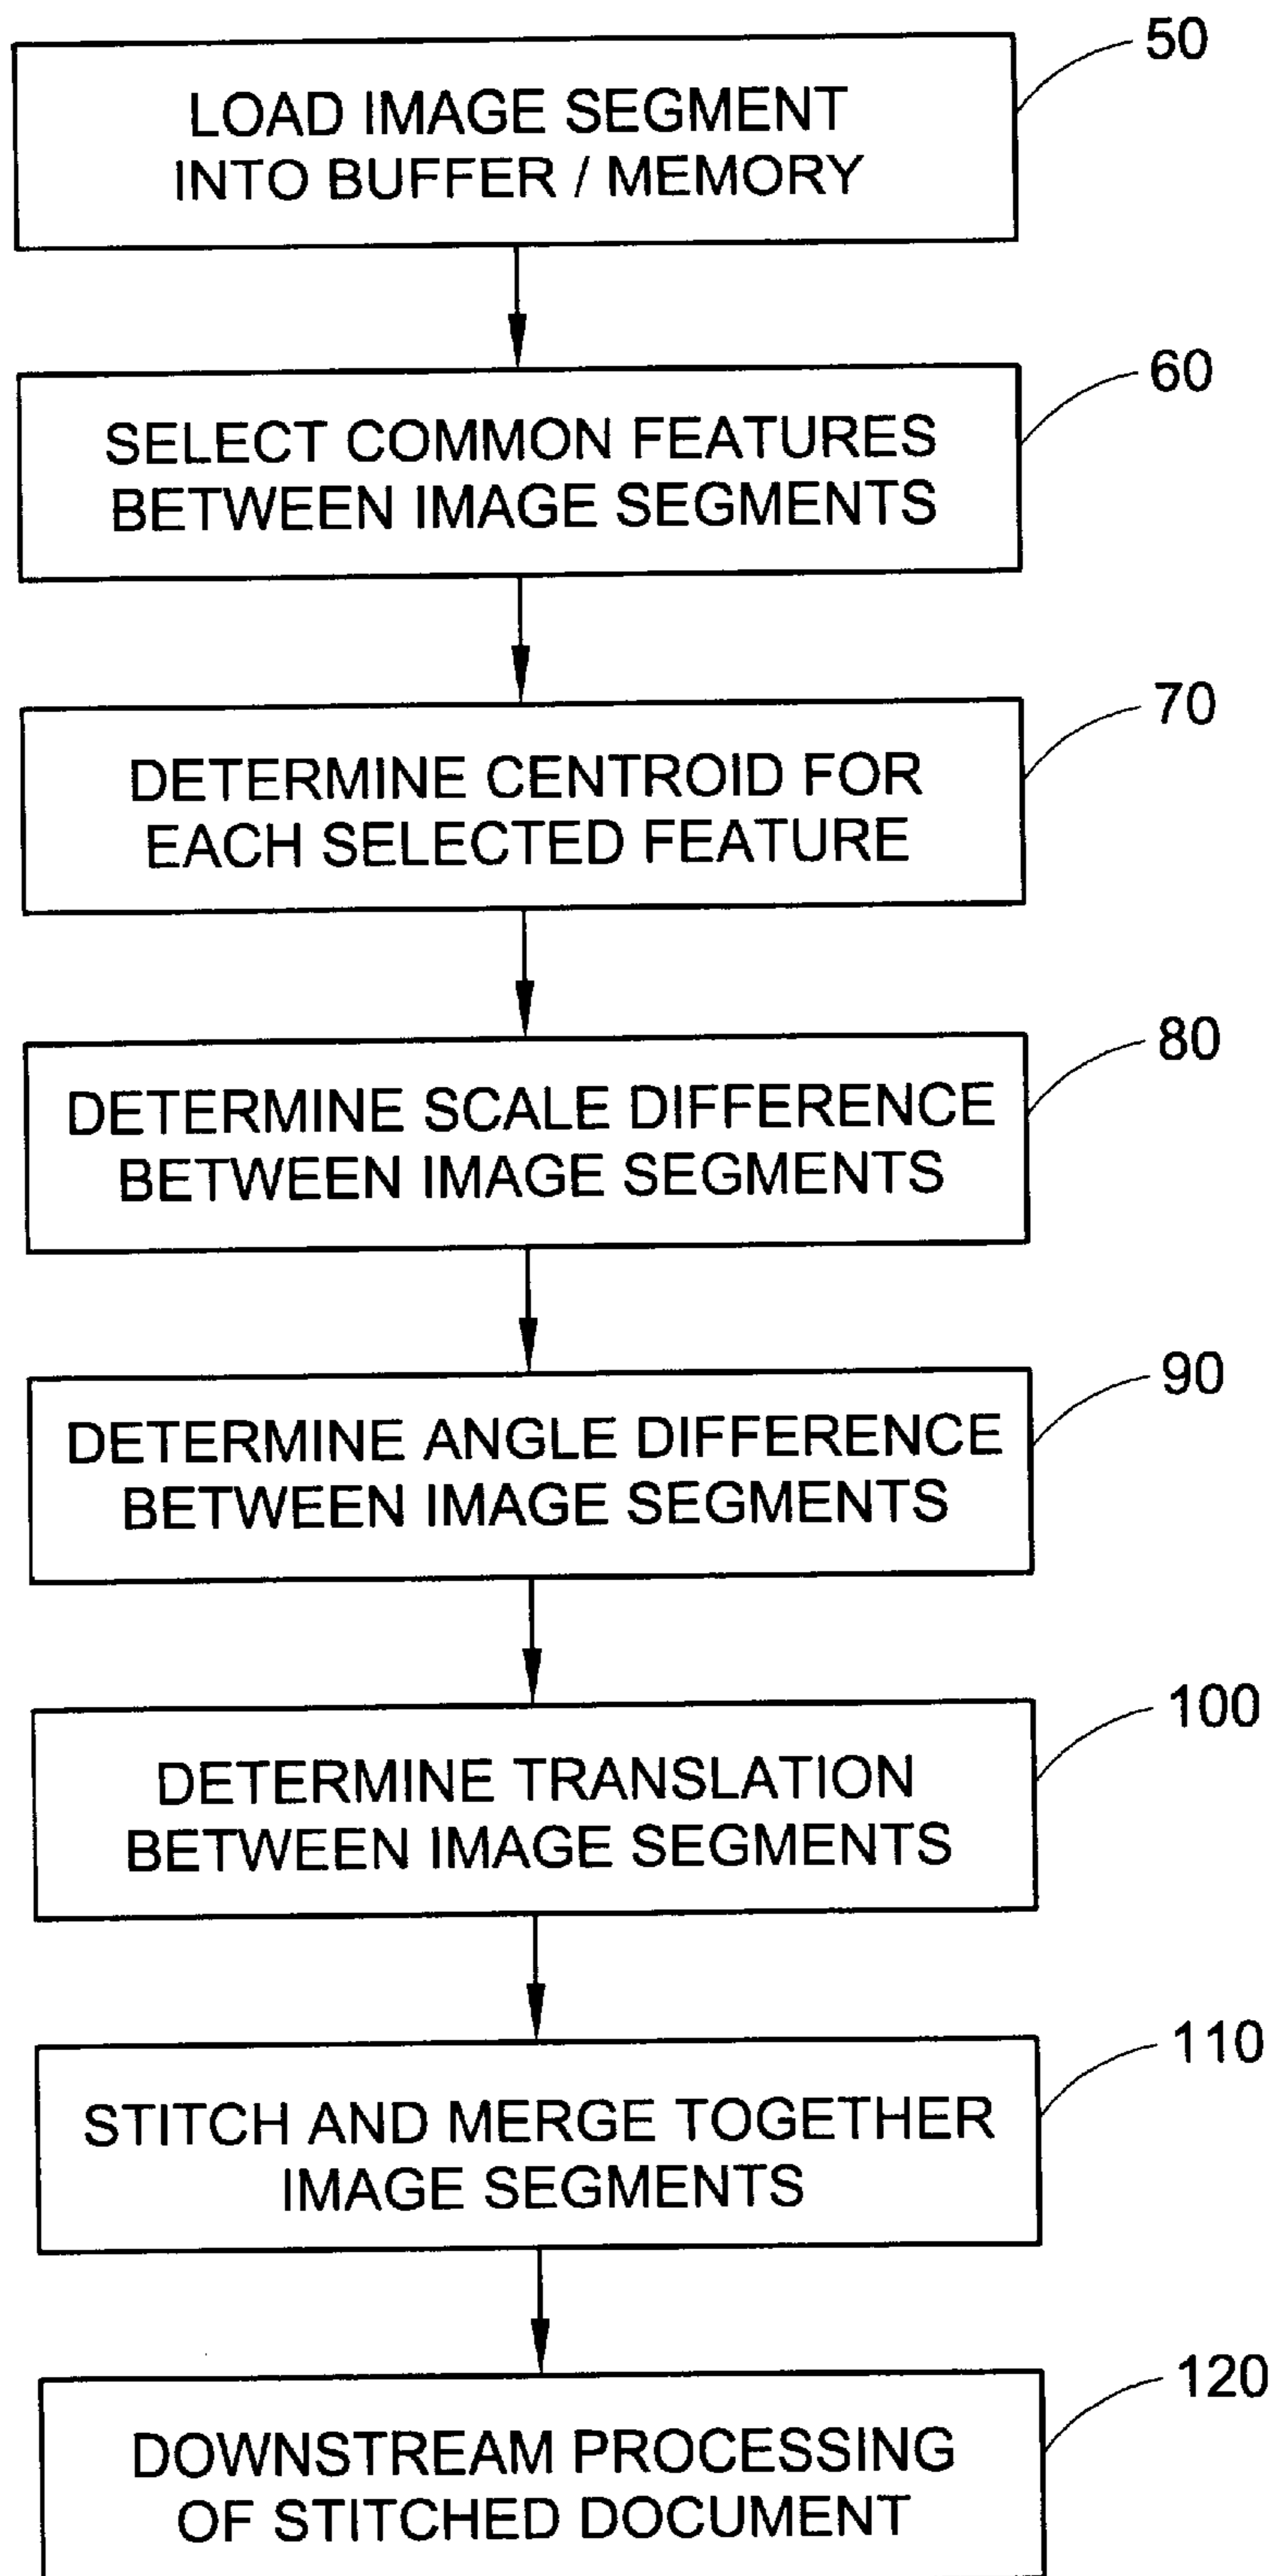 50
LOAD IMAGE SEGMENT
INTO BUFFER / MEMORY
60
SELECT COMMON FEATURES
BETWEEN IMAGE SEGMENTS
70
DETERMINE CENTROID FOR
EACH SELECTED FEATURE
80
DETERMINE SCALE DIFFERENCE
BETWEEN IMAGE SEGMENTS
90
DETERMINE ANGLE DIFFERENCE
BETWEEN IMAGE SEGMENTS
100
DETERMINE TRANSLATION
BETWEEN IMAGE SEGMENTS
110
STITCH AND MERGE TOGETHER
IMAGE SEGMENTS
120
DOWNSTREAM PROCESSING
OF STITCHED DOCUMENT